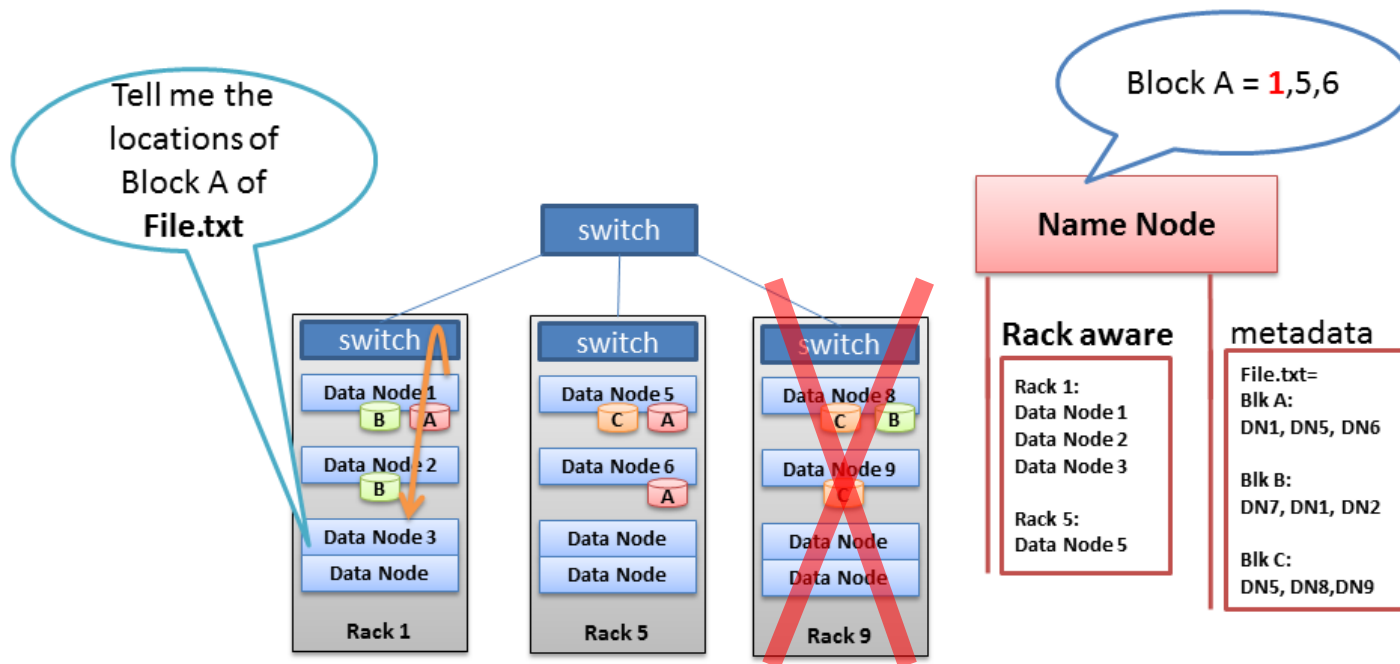 Tell me the
locations of
Block A of
File.txt
Block A = 1,5,6
Name Node
switch
switch
Data Node 1
B
A
Data Node 2
B
Data Node 3
Data Node
Rack 1
switch
Data Node 5
C
A
Data Node 6
A
Data Node
Data Node
Rack 5
switch
Data Node 8
C
B
Data Node 9
C
Data Node
Data Node
Rack 9
Rack aware
Rack 1:
Data Node 1
Data Node 2
Data Node 3
Rack 5:
Data Node 5
metadata
File.txt=
Blk A:
DN1, DN5, DN6
Blk B:
DN7, DN1, DN2
Blk C:
DN5, DN8,DN9